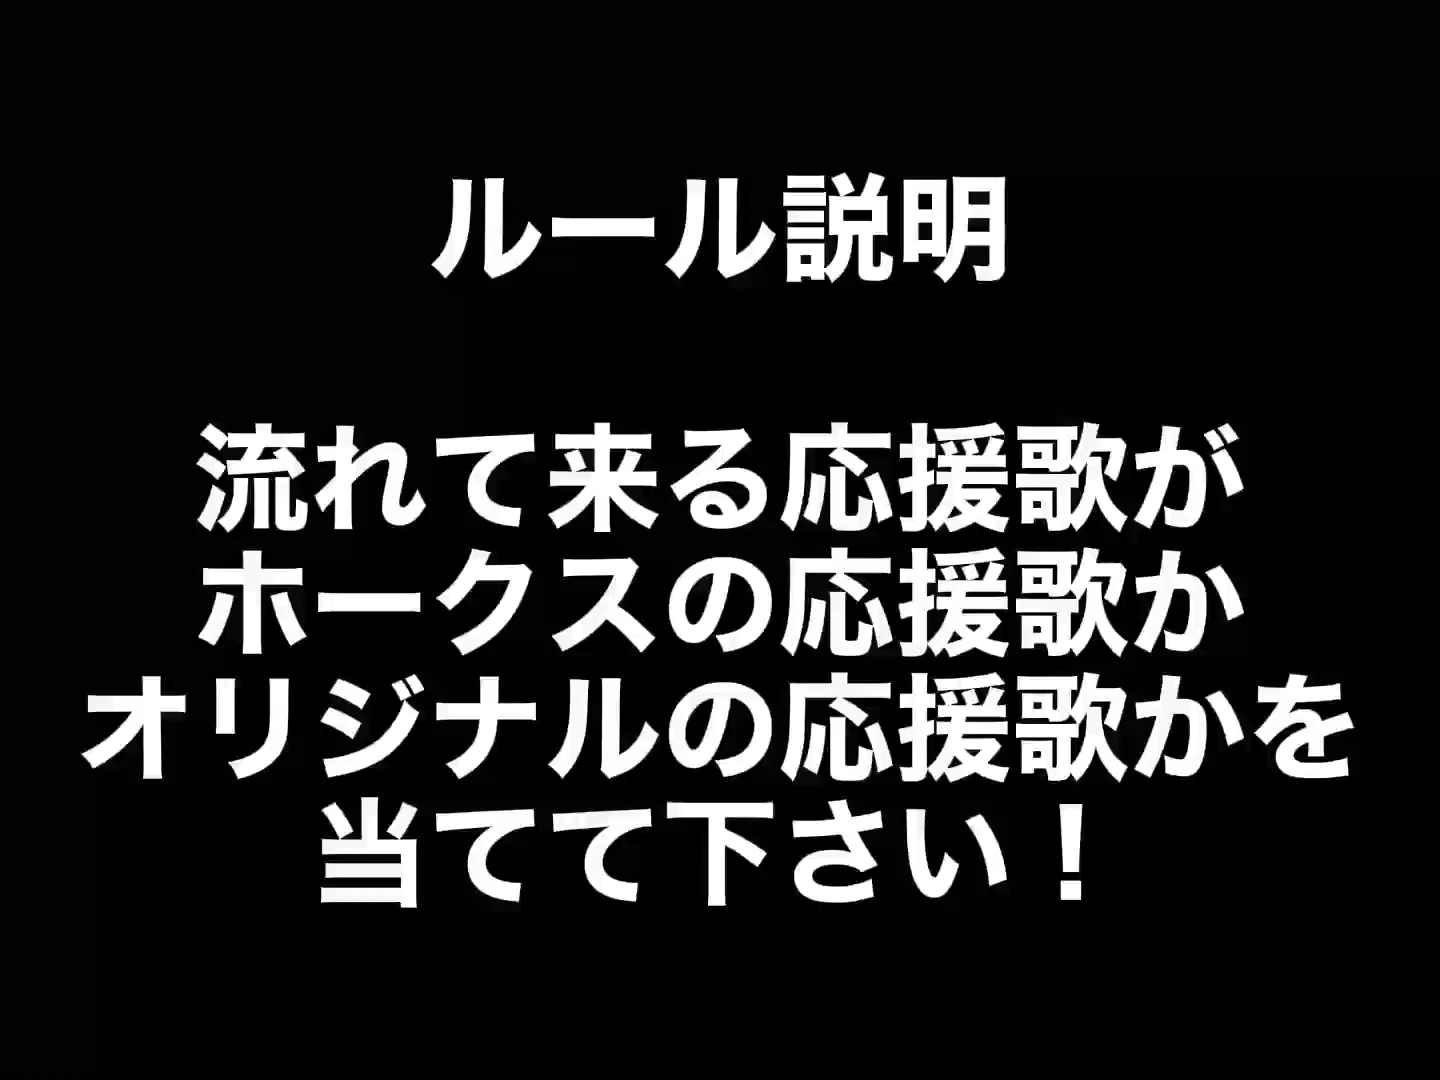 ルール説明
流れて来る応援歌が
ホークスの応援歌か
オリジナルの応援歌かを
当てて下さい！